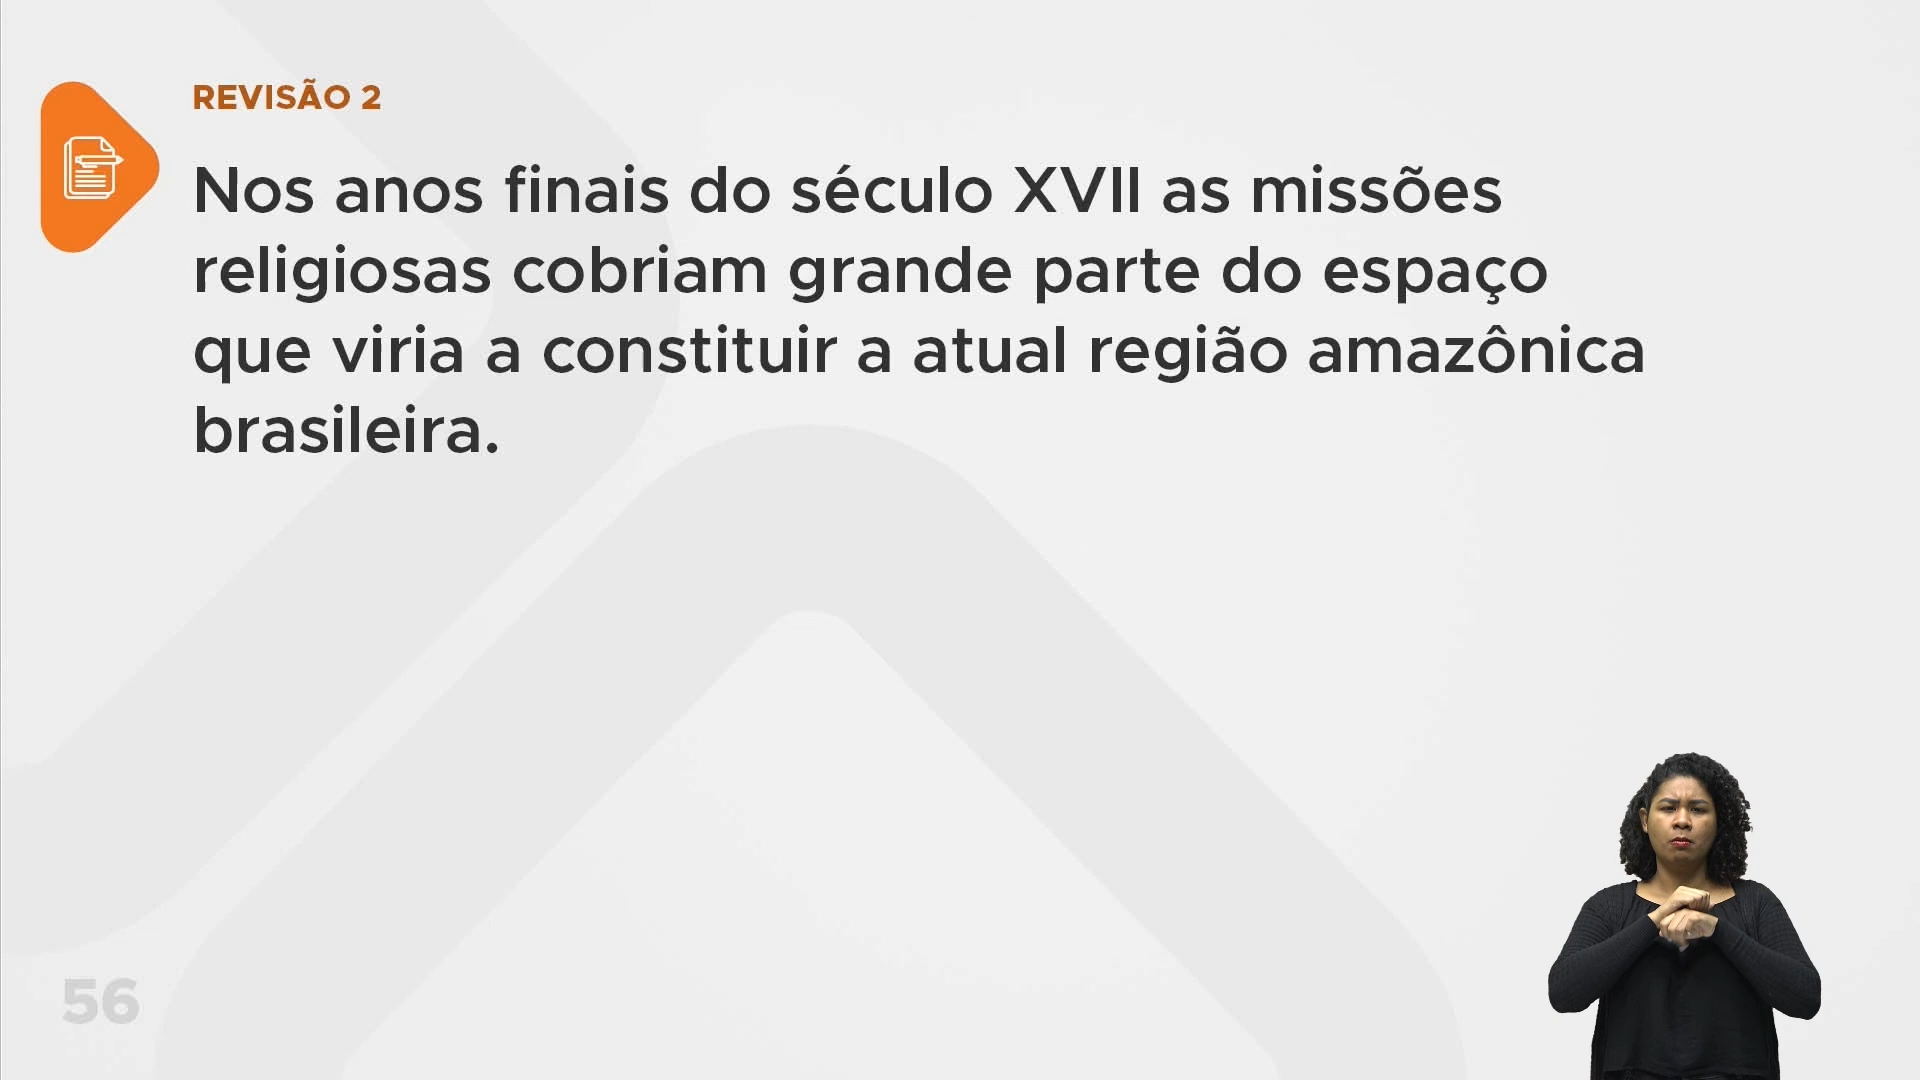 REVISÃO 2
Nos anos finais do século XVII as missões
religiosas cobriam grande parte do espaço
que viria a constituir a atual região amazônica
brasileira.
56